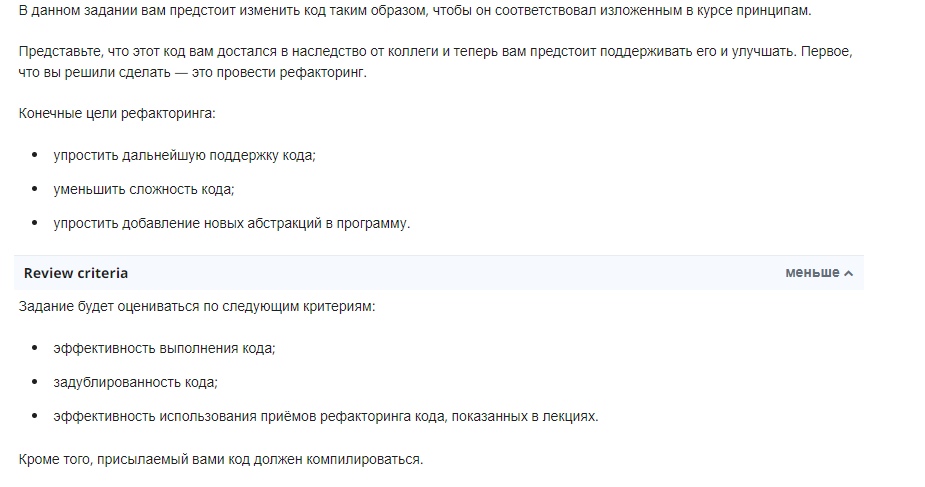 В данном задании вам предстоит изменить код таким образом, чтобы он соответствовал изложенным в курсе принципам.
Представьте, что этот код вам достался в наследство от коллеги и теперь вам предстоит поддерживать его и улучшать. Первое,
что вы решили сделать — это провести рефакторинг.
Конечные цели рефакторинга:
• упростить дальнейшую поддержку кода;
• уменьшить сложность кода;
• упростить добавление новых абстракций в программу.
Review criteria
меньше
Задание будет оцениваться по следующим критериям:
• эффективность выполнения кода;
• задублированность кода;
• эффективность использования приёмов рефакторинга кода, показанных в лекциях.
Кроме того, присылаемый вами код должен компилироваться.